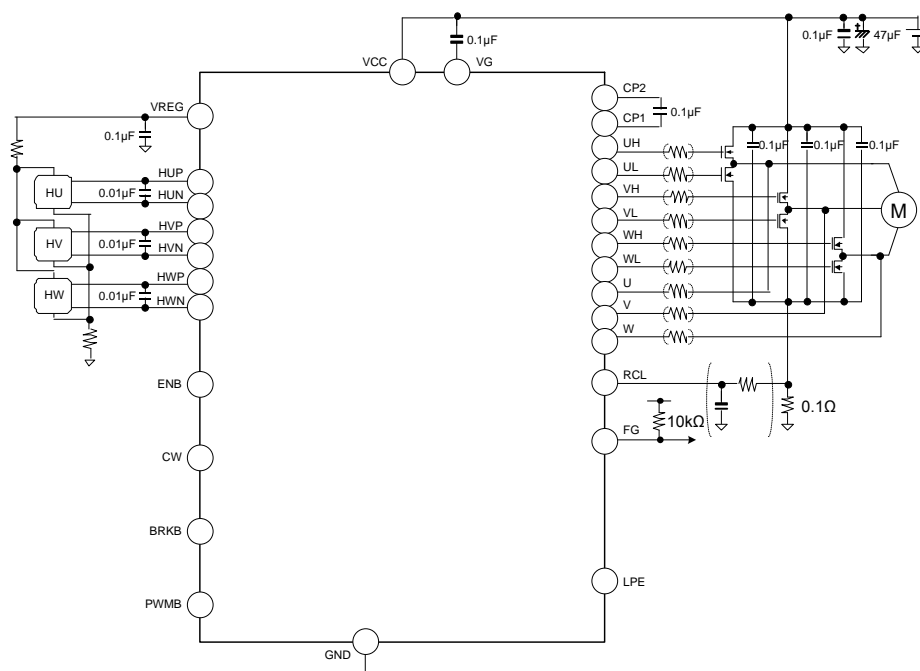 0.1µF
0.1µF
47µF
+
VCC
VG
VREG
CP2
0.1µF
0.1µF
CP1
HUP
0.01µF
HU
HUN
HVP
0.01µF
HV
HVN
HWP
0.01µF
HW
HWN
UH
0.1µF
0.1µF
0.1µF
UL
VH
VL
WH
WL
U
V
W
M
ENB
RCL
0.1Ω
10kΩ
FG
CW
BRKB
LPE
PWMB
GND